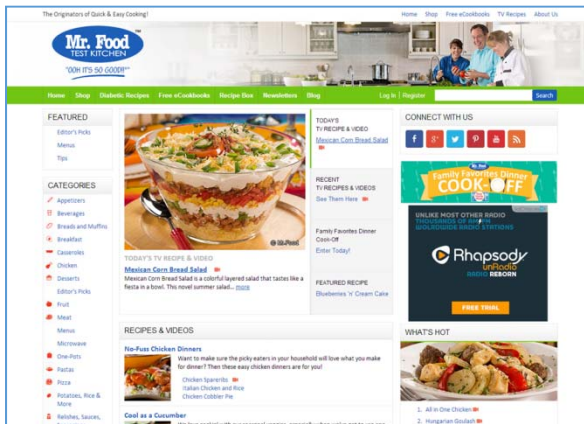 The Originators of Quick & Easy Cooking!
Home Shop Free eCookbooks TV Recipes About Us
Mr. Food
TEST KITCHEN
"OOH IT'S SO GOOD!!"
Home Shop Diabetic Recipes Free eCookbooks Recipe Box Newsletters Blog Log In | Register Search
FEATURED
Editor's Picks
Menus
Tips
CATEGORIES
Appetizers
Beverages
Breads and Muffins
Breakfast
Casseroles
Chicken
Desserts
Editor's Picks
Fruit
Meat
Menus
Microwave
One-Pots
Pastas
Pizza
Potatoes, Rice &
More
Relishes, Sauces,
© Mr.Food
TODAY'S TV RECIPE & VIDEO
Mexican Corn Bread Salad
Mexican Corn Bread Salad is a colorful layered salad that tastes like a
fiesta in a bowl. This novel summer salad... more
TODAY'S
TV RECIPE & VIDEO
Mexican Corn Bread Salad
RECENT
TV RECIPES & VIDEOS
See Them Here
Family Favorites Dinner
Cook-Off
Enter Today!
FEATURED RECIPE
Blueberries 'n' Cream Cake
RECIPES & VIDEOS
No-Fuss Chicken Dinners
Want to make sure the picky eaters in your household will love what you make
for dinner? Then these easy chicken dinners are for you!
Chicken Spareribs
Italian Chicken and Rice
Chicken Cobbler Pie
Cool as a Cucumber
CONNECT WITH US
Mr. Food
Family Favorites Dinner
COOK-OFF
UNLIKE MOST OTHER RADIO
THOUSANDS OF AM/FM
WORLDWIDE RADIO STATIONS
Rhapsody
unRadio
RADIO REBORN
FREE TRIAL
WHAT'S HOT
1. All in One Chicken
2. Hungarian Goulash